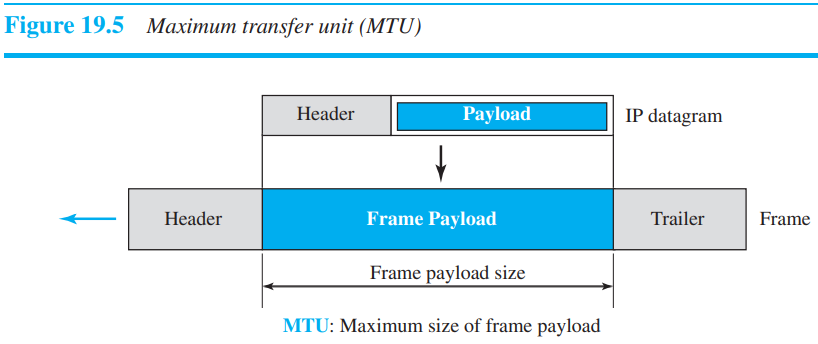 Figure 19.5 Maximum transfer unit (MTU)
Header Payload IP datagram
Header Frame Payload Trailer Frame
Frame payload size
MTU: Maximum size of frame payload